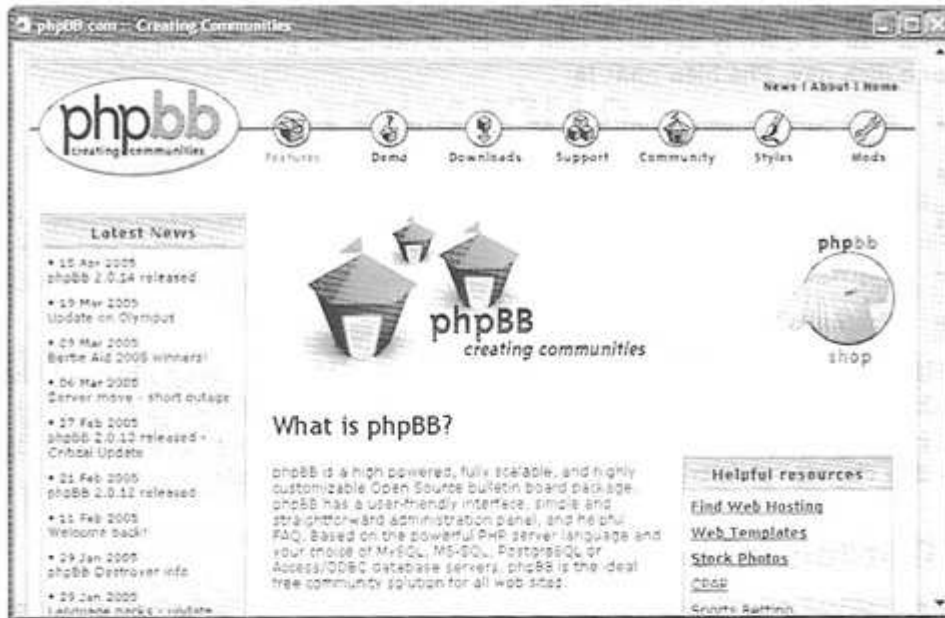 phpBB.com :: Creating Communities
News | About | Home
phpbb
creating communities
Features
Demo
Downloads
Support
Community
Styles
Mods
Latest News
• 15 Apr 2005
phpBB 2.0.14 released
• 19 Mar 2005
Update on Olympus
• 09 Mar 2005
Bertie Aid 2005 winners!
• 06 Mar 2005
Server move - short outage
• 27 Feb 2005
phpBB 2.0.13 released -
Critical Update
• 21 Feb 2005
phpBB 2.0.12 released
• 11 Feb 2005
Welcome back!
• 29 Jan 2005
phpBB Destroyer info
• 29 Jan 2005
Language packs - update
phpBB
creating communities
phpbb
shop
What is phpBB?
phpBB is a high powered, fully scalable, and highly
customizable Open Source bulletin board package.
phpBB has a user-friendly interface, simple and
straightforward administration panel, and helpful
FAQ. Based on the powerful PHP server language and
your choice of MySQL, MS-SQL, PostgreSQL or
Access/ODBC database servers, phpBB is the ideal
free community solution for all web sites.
Helpful resources
Find Web Hosting
Web Templates
Stock Photos
Sports Betting